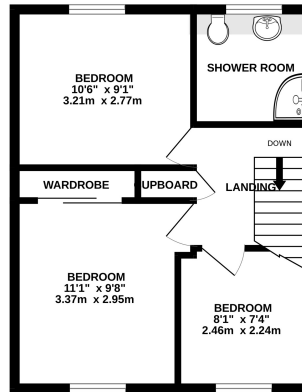 BEDROOM
10'6" x 9'1"
3.21m x 2.77m
SHOWER ROOM
DOWN
WARDROBE
UPBOARD
LANDING
BEDROOM
11'1" x 9'8"
3.37m x 2.95m
BEDROOM
8'1" x 7'4"
2.46m x 2.24m